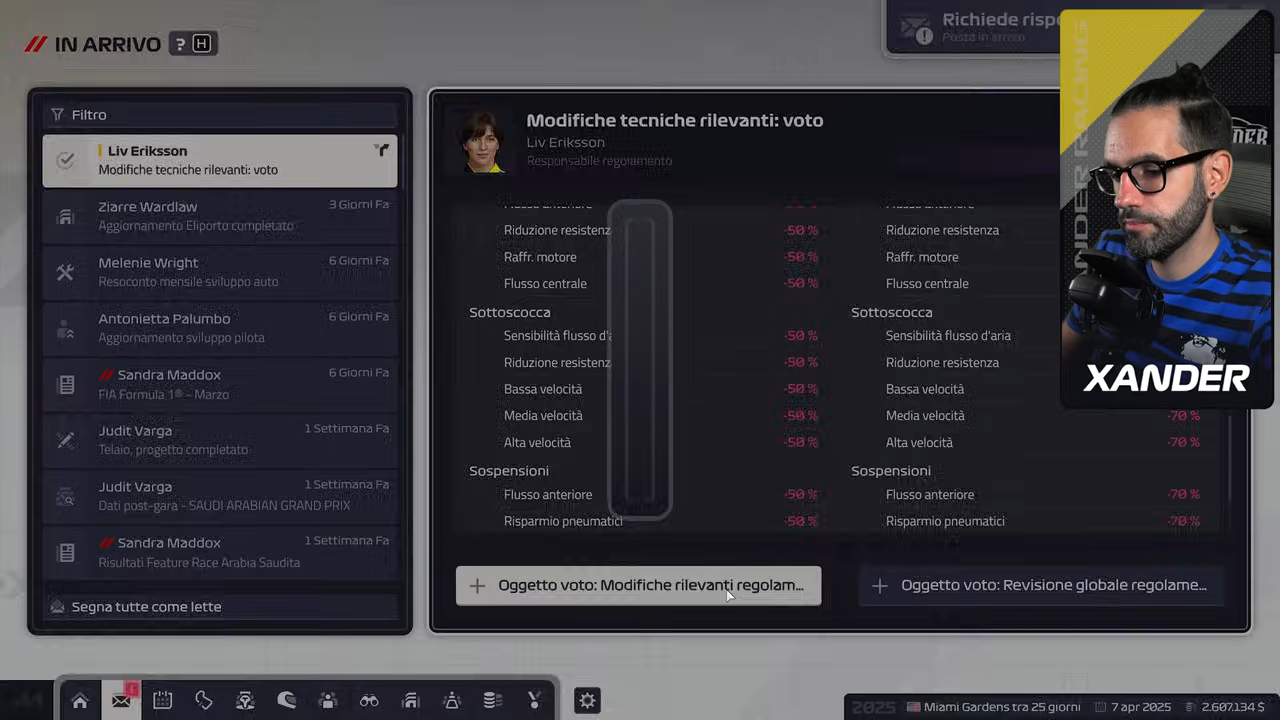 IN ARRIVO ? H
Richiede rispo
Posta in arrivo
Filtro
Liv Eriksson
Modifiche tecniche rilevanti: voto
Ziarre Wardlaw 3 Giorni Fa
Aggiornamento Eliporto completato
Melenie Wright 6 Giorni Fa
Resoconto mensile sviluppo auto
Antonietta Palumbo 6 Giorni Fa
Aggiornamento sviluppo pilota
Sandra Maddox 6 Giorni Fa
FIA Formula 1® - Marzo
Judit Varga 1 Settimana Fa
Telaio, progetto completato
Judit Varga 1 Settimana Fa
Dati post-gara - SAUDI ARABIAN GRAND PRIX
Sandra Maddox 1 Settimana Fa
Risultati Feature Race Arabia Saudita
Segna tutte come lette
Modifiche tecniche rilevanti: voto
Liv Eriksson
Responsabile regolamento
Flusso anteriore Flusso anteriore
Riduzione resistenz -50 % Riduzione resistenza
Raffr. motore -50 % Raffr. motore
Flusso centrale -50 % Flusso centrale
Sottoscocca Sottoscocca
Sensibilità flusso d'a -50 % Sensibilità flusso d'aria
Riduzione resistenz -50 % Riduzione resistenza
Bassa velocità -50 % Bassa velocità
Media velocità -50 % Media velocità -70 %
Alta velocità -50 % Alta velocità -70 %
Sospensioni Sospensioni
Flusso anteriore -50 % Flusso anteriore -70 %
Risparmio pneumatici -50 % Risparmio pneumatici -70 %
Oggetto voto: Modifiche rilevanti regolam...
Oggetto voto: Revisione globale regolame...
XANDER
2025 Miami Gardens tra 25 giorni 7 apr 2025 2.607.134 $